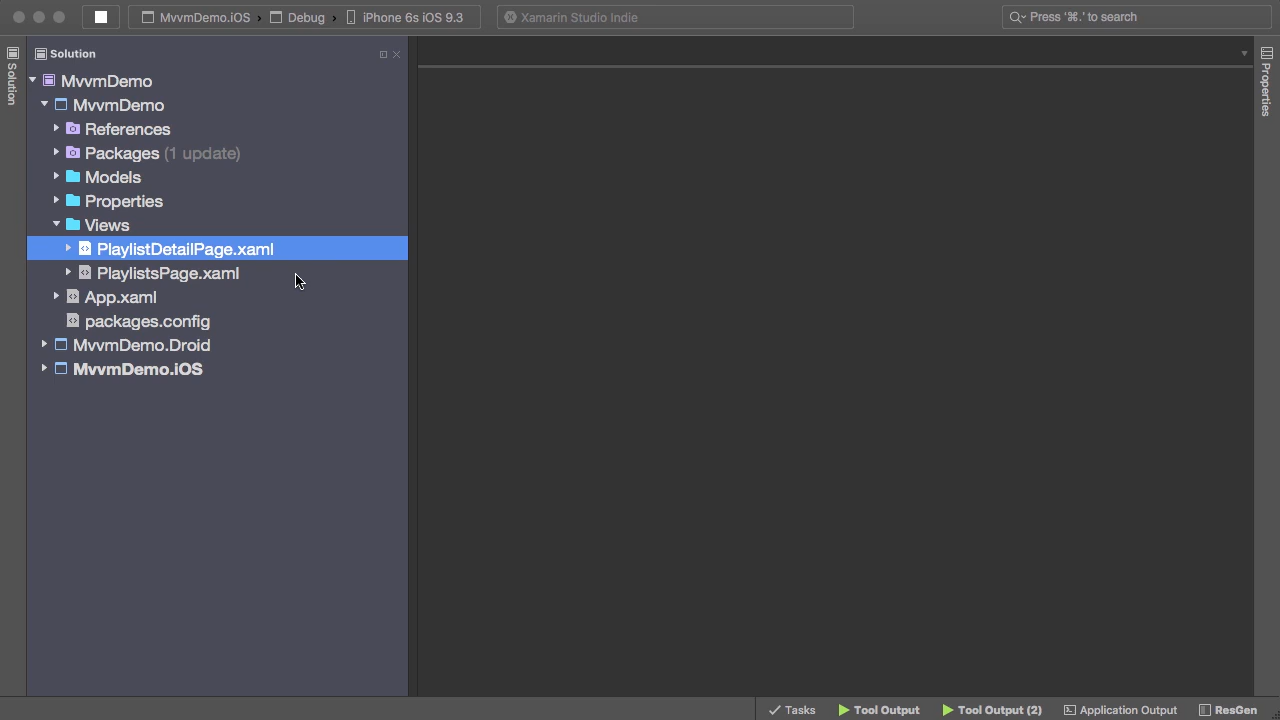 MvvmDemo.iOS › Debug › iPhone 6s iOS 9.3
Xamarin Studio Indie
Press '⌘.' to search
Solution
Solution
Properties
MvvmDemo
MvvmDemo
References
Packages (1 update)
Models
Properties
Views
PlaylistDetailPage.xaml
PlaylistsPage.xaml
App.xaml
packages.config
MvvmDemo.Droid
MvvmDemo.iOS
Tasks
Tool Output
Tool Output (2)
Application Output
ResGen